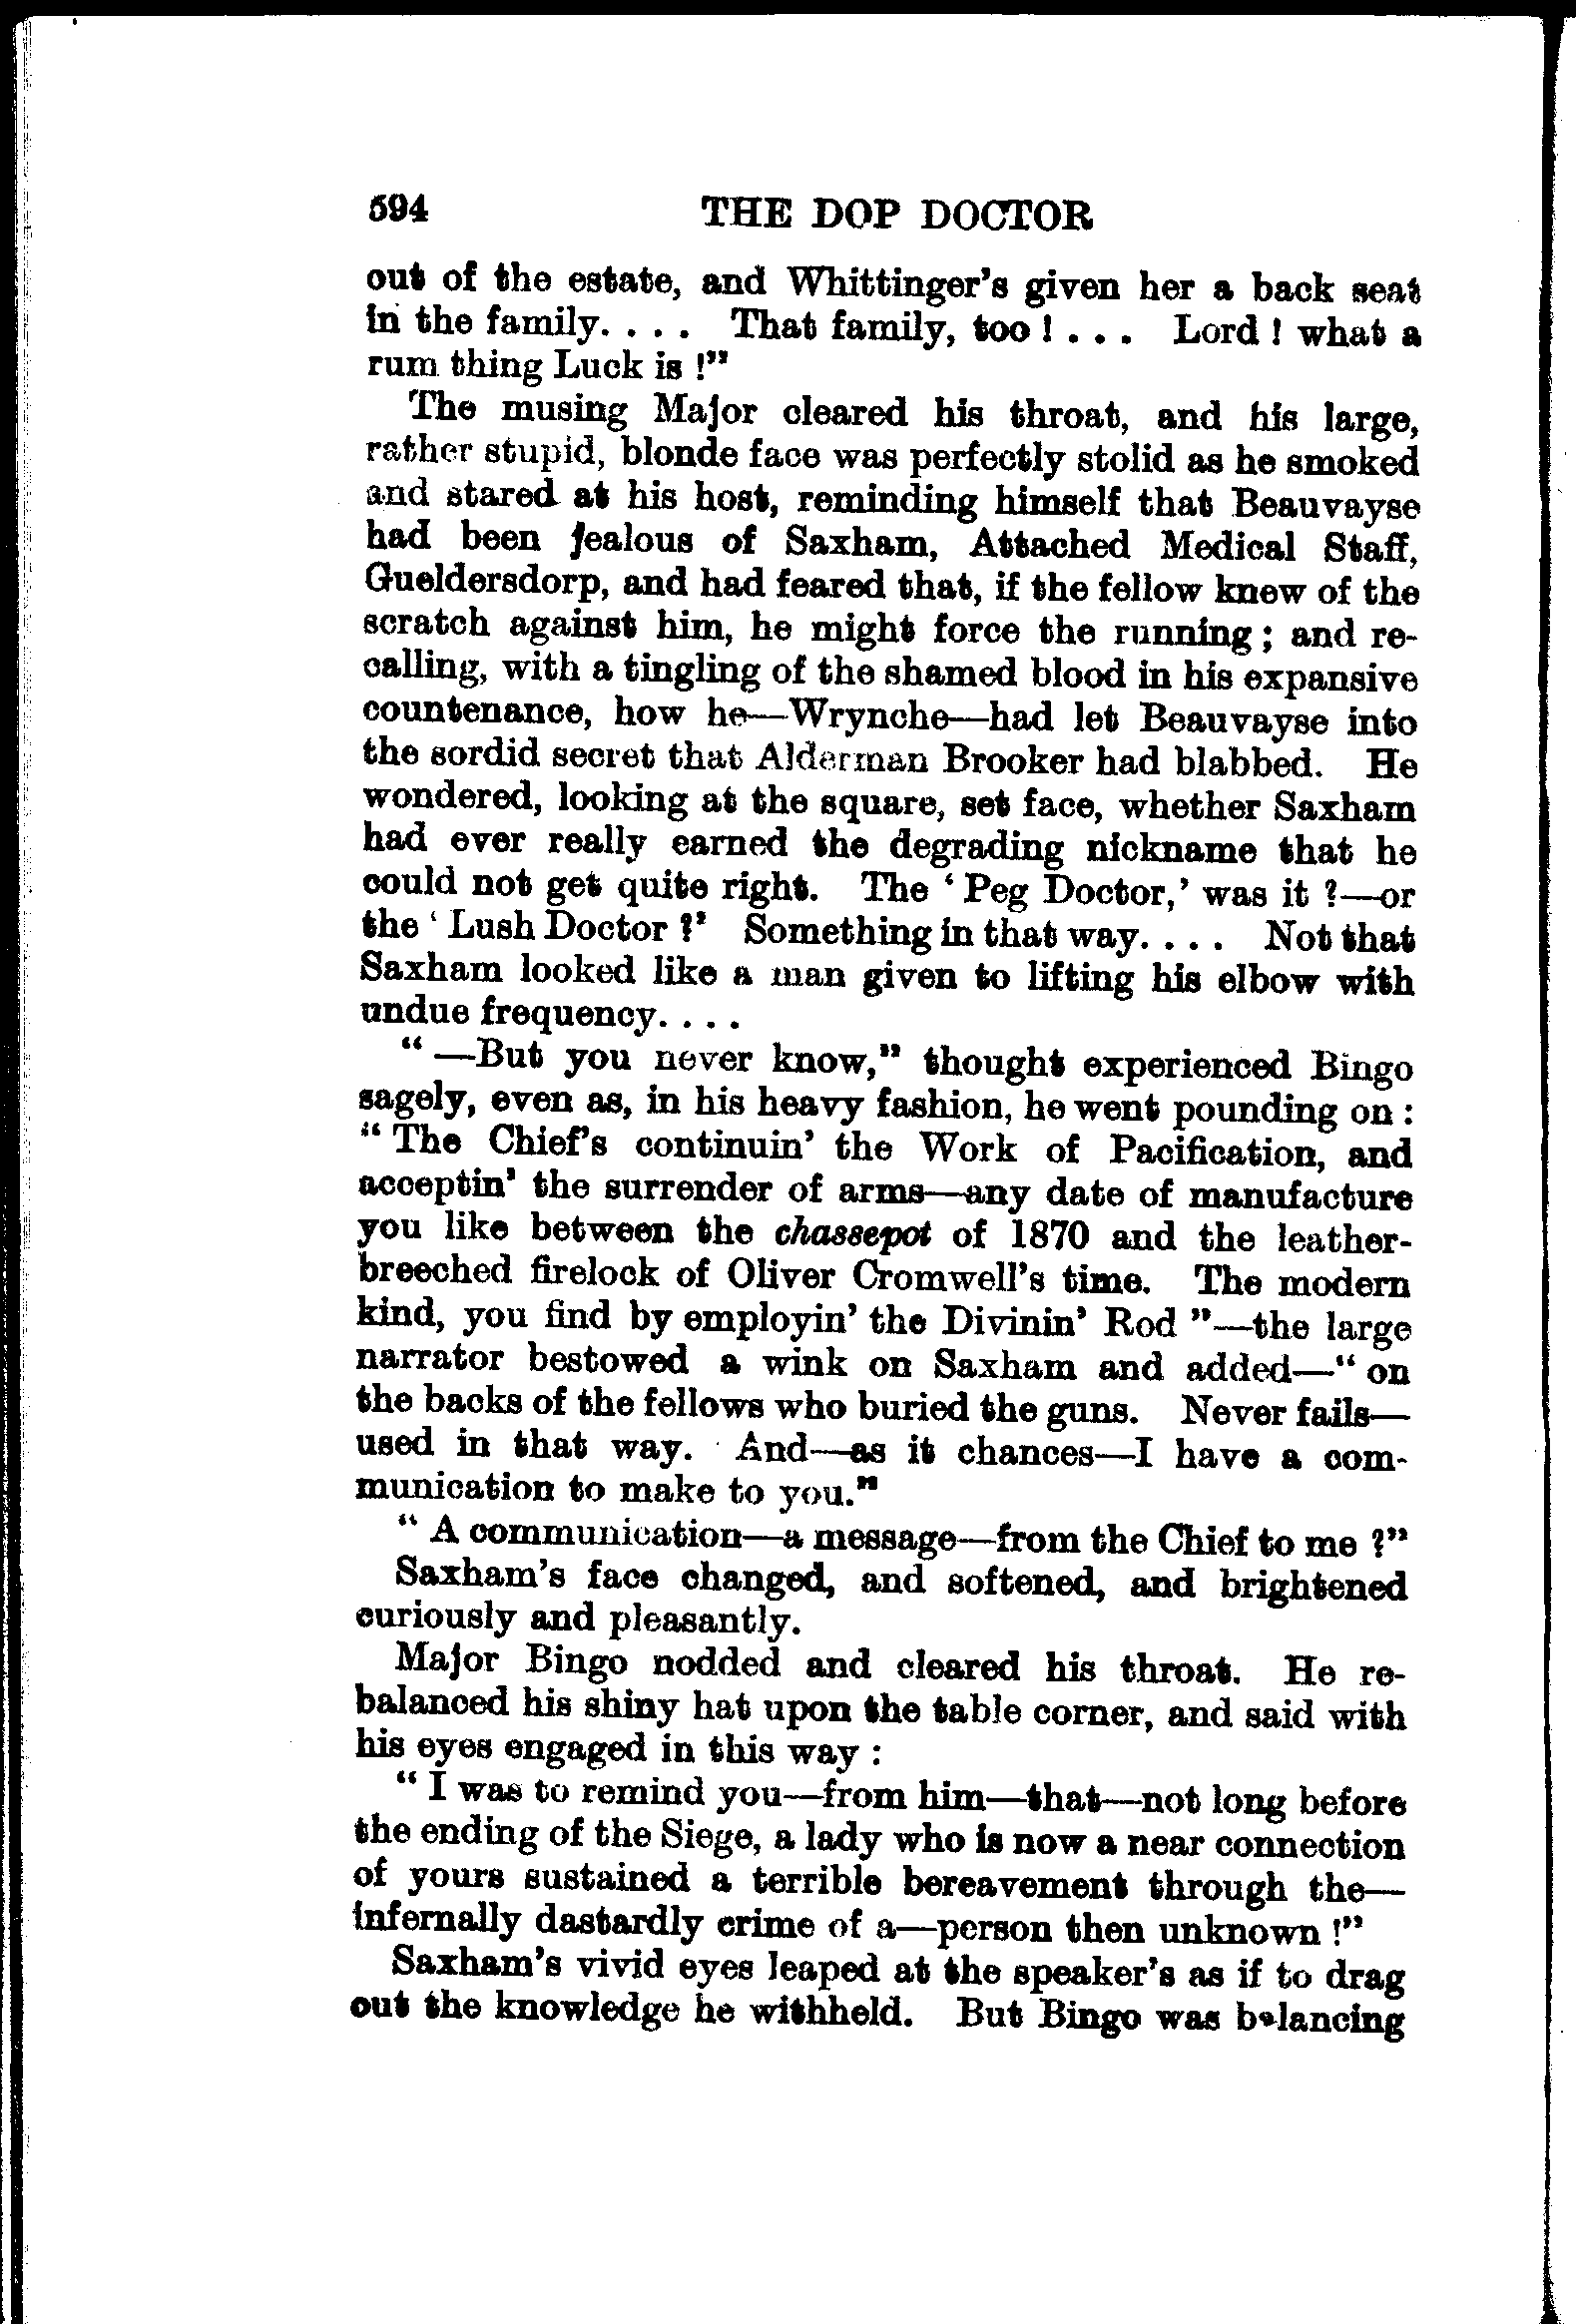 594 THE DOP DOCTOR
out of the estate, and Whittinger's given her a back seat
in the family. . . . That family, too ! . . . Lord ! what a
rum thing Luck is !"
The musing Major cleared his throat, and his large,
rather stupid, blonde face was perfectly stolid as he smoked
and stared at his host, reminding himself that Beauvayse
had been jealous of Saxham, Attached Medical Staff,
Gueldersdorp, and had feared that, if the fellow knew of the
scratch against him, he might force the running ; and re-
calling, with a tingling of the shamed blood in his expansive
countenance, how he—Wrynche—had let Beauvayse into
the sordid secret that Alderman Brooker had blabbed. He
wondered, looking at the square, set face, whether Saxham
had ever really earned the degrading nickname that he
could not get quite right. The ' Peg Doctor,' was it ?—or
the ' Lush Doctor ?' Something in that way. . . . Not that
Saxham looked like a man given to lifting his elbow with
undue frequency. . . .
" —But you never know," thought experienced Bingo
sagely, even as, in his heavy fashion, he went pounding on :
" The Chief's continuin' the Work of Pacification, and
acceptin' the surrender of arms—any date of manufacture
you like between the chassepot of 1870 and the leather-
breeched firelock of Oliver Cromwell's time. The modern
kind, you find by employin' the Divinin' Rod "—the large
narrator bestowed a wink on Saxham and added—" on
the backs of the fellows who buried the guns. Never fails—
used in that way. And—as it chances—I have a com-
munication to make to you."
" A communication—a message—from the Chief to me ?"
Saxham's face changed, and softened, and brightened
curiously and pleasantly.
Major Bingo nodded and cleared his throat. He re-
balanced his shiny hat upon the table corner, and said with
his eyes engaged in this way :
" I was to remind you—from him—that—not long before
the ending of the Siege, a lady who is now a near connection
of yours sustained a terrible bereavement through the—
infernally dastardly crime of a—person then unknown !"
Saxham's vivid eyes leaped at the speaker's as if to drag
out the knowledge he withheld. But Bingo was balancing